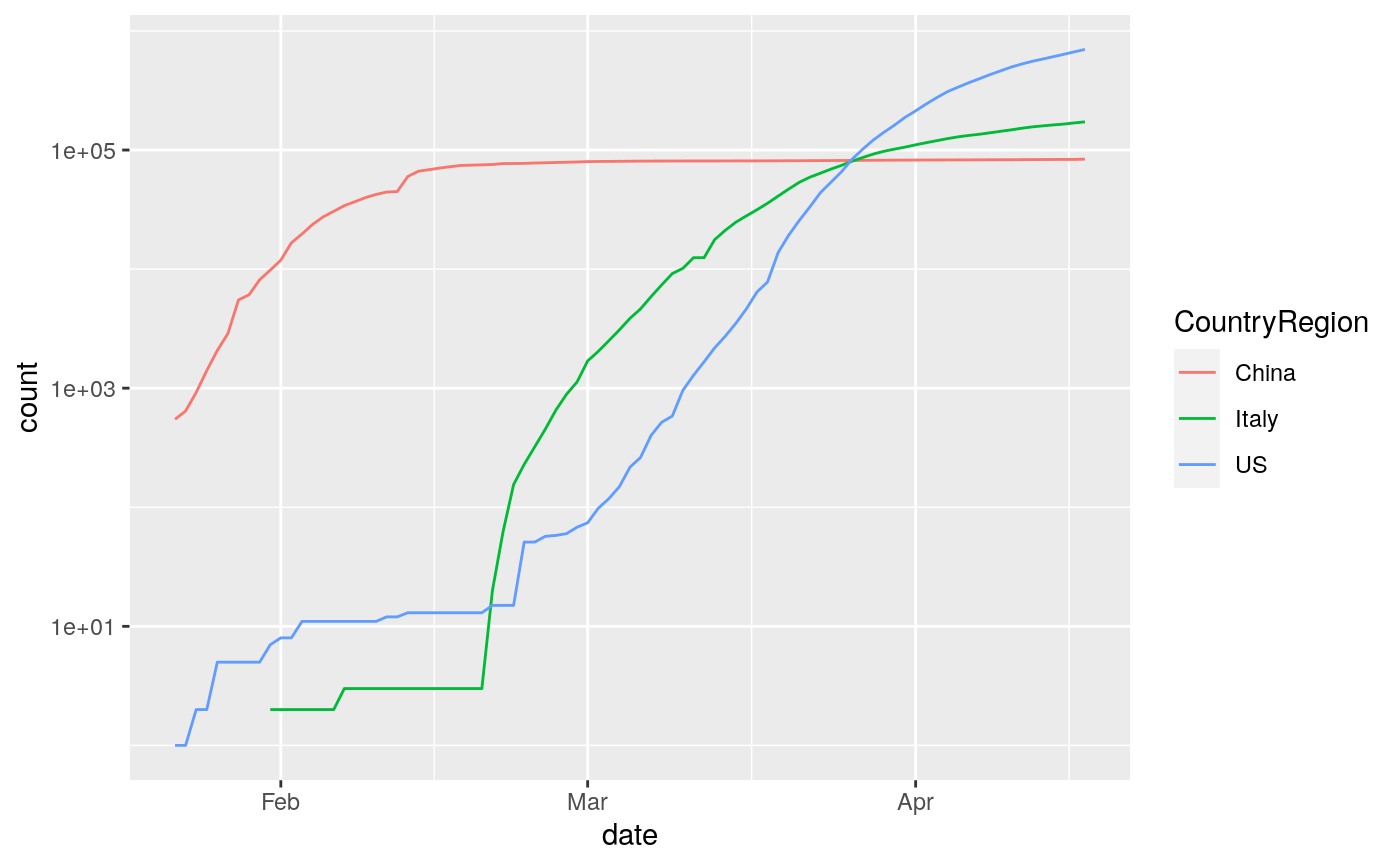 count
1e+05
1e+03
1e+01
Feb
Mar
Apr
date
CountryRegion
China
Italy
US